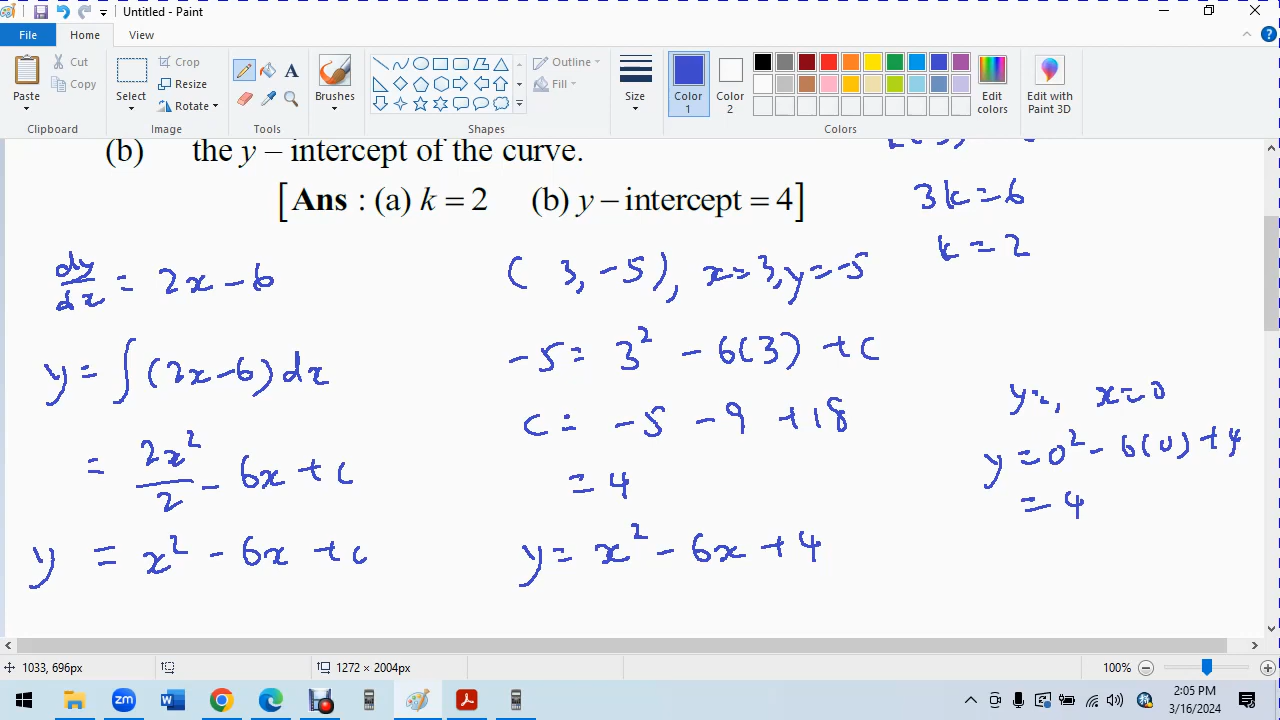 Untitled - Paint
File Home View
Paste Cut Copy Clipboard
Select Crop Resize Rotate Image
Tools
Brushes
Outline Fill Shapes
Size
Color 1 Color 2 Edit colors Colors
Edit with Paint 3D
(b) the y – intercept of the curve.
[Ans : (a) k = 2 (b) y – intercept = 4]
3k = 6
k = 2
dy/dx = 2x - 6
y = ∫(2x-6)dx
= 2x²/2 - 6x + c
y = x² - 6x + c
(3, -5), x=3, y=-5
-5 = 3² - 6(3) + c
c = -5 - 9 + 18
= 4
y = x² - 6x + 4
x=0
y = 0² - 6(0) + 4
= 4
1033, 696px 1272 × 2004px 100%
2:05 PM
3/16/2024